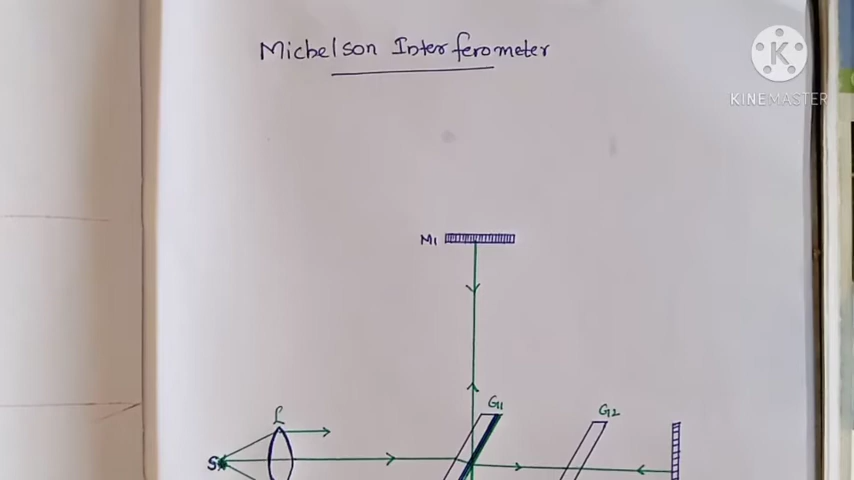 Michelson Interferometer
K
KINEMASTER
M1
G1
G2
L
S